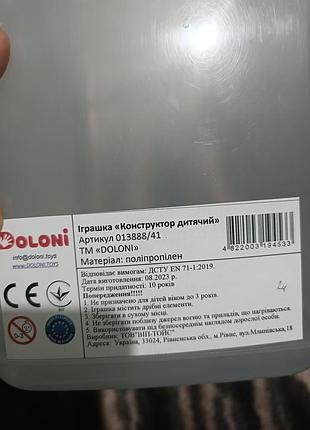 DOLONI
info@doloni.toys
DOLONI.TOYS
Іграшка «Конструктор дитячий»
Артикул 013888/41
ТМ «DOLONI»
Матеріал: поліпропілен
4822003194533
Відповідає вимогам: ДСТУ EN 71-1:2019.
Виготовлено: 08.2023 р.
Термін придатності: 10 років
Попередження!
1. Не призначено для дітей віком до 3 років.
2. Іграшка містить дрібні елементи.
3. Зберігати в сухому місці.
4. Не зберігати поблизу джерел вогню та приладів, що нагріваються.
5. Використовувати під безпосереднім наглядом дорослої особи.
Виробник: ТОВ"ВІП-ТОЙС"
Адреса: Україна, 33024, Рівненська обл., м.Рівне, вул.Млинівська,18
0-3
CE